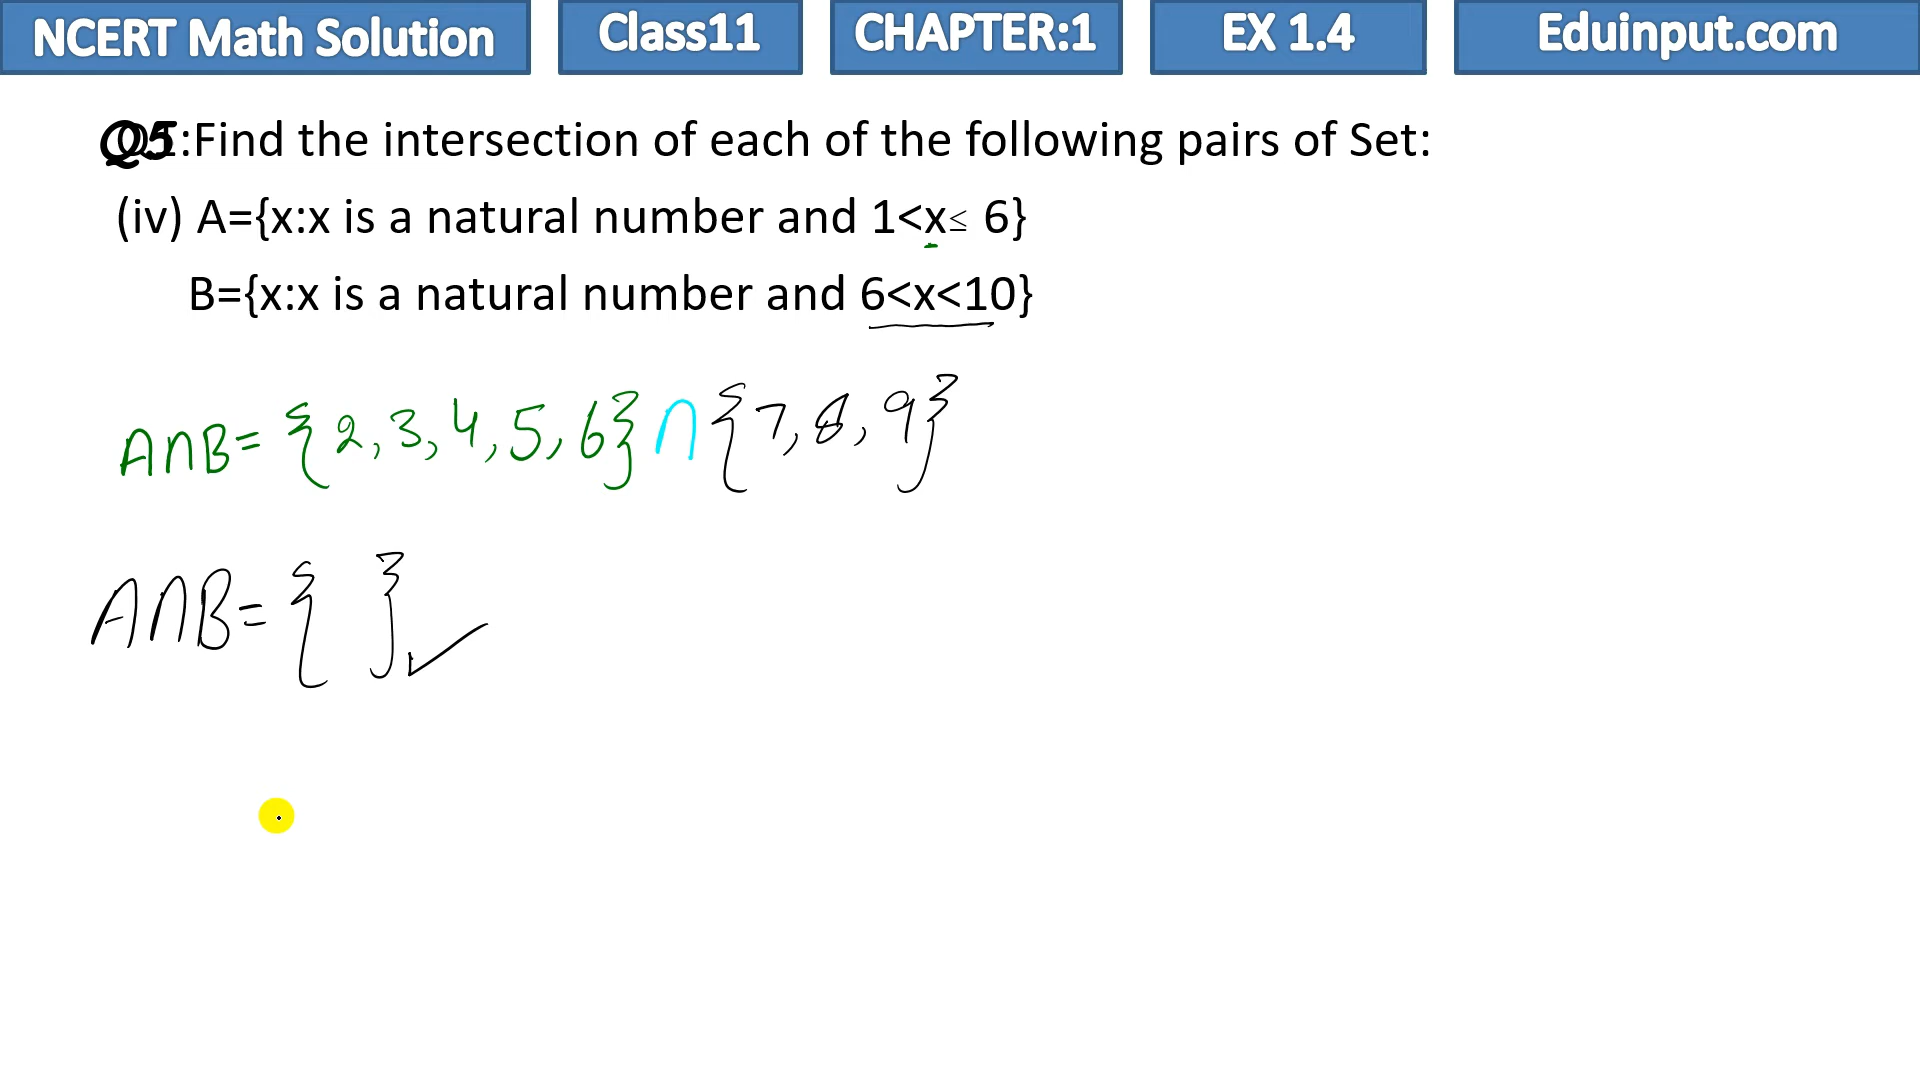 NCERT Math Solution Class11 CHAPTER:1 EX 1.4 Eduinput.com
Q5:Find the intersection of each of the following pairs of Set:
(iv) A={x:x is a natural number and 1<x≤ 6}
B={x:x is a natural number and 6<x<10}
A∩B= {2,3,4,5,6} ∩ {7,8,9}
A∩B= { }